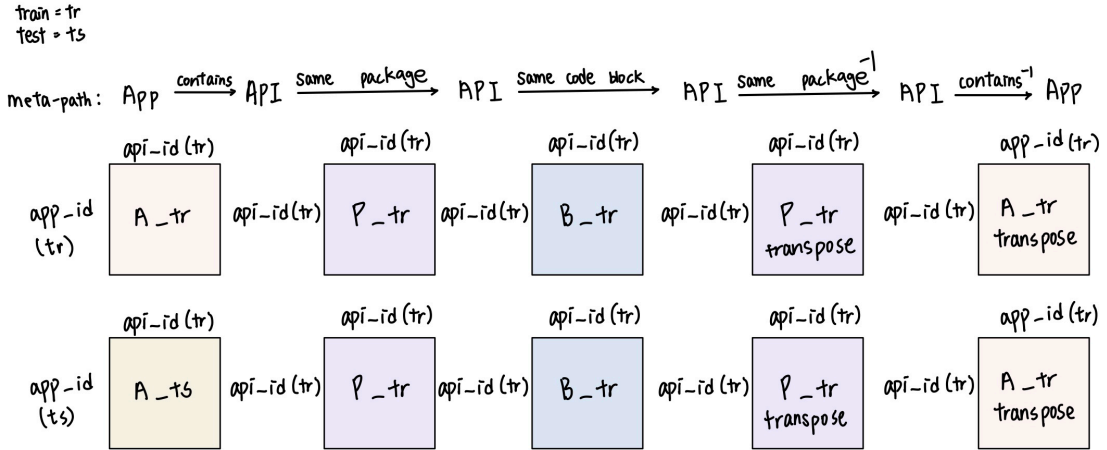 train = tr
test = ts
meta-path: App contains API same package API same code block API same package^-1 API contains^-1 App
api-id (tr) api-id (tr) api-id (tr) api-id (tr) app-id (tr)
app-id (tr) A_tr api-id (tr) P_tr api-id (tr) B_tr api-id (tr) P_tr transpose api-id (tr) A_tr transpose
api-id (tr) api-id (tr) api-id (tr) api-id (tr) app-id (tr)
app-id (ts) A_ts api-id (tr) P_tr api-id (tr) B_tr api-id (tr) P_tr transpose api-id (tr) A_tr transpose